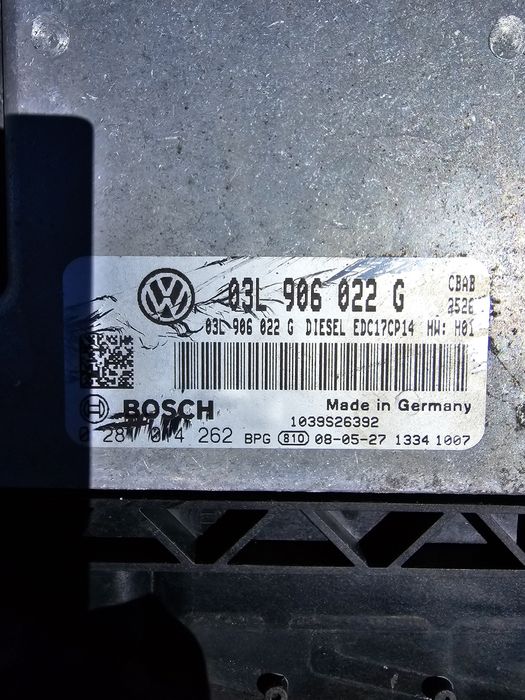 03L 906 022 G
CBAB
03L 906 022 G DIESEL EDC17CP14 HW: H01
BOSCH
Made in Germany
1039S26392
262 BPG 810 08-05-27 1334 1007